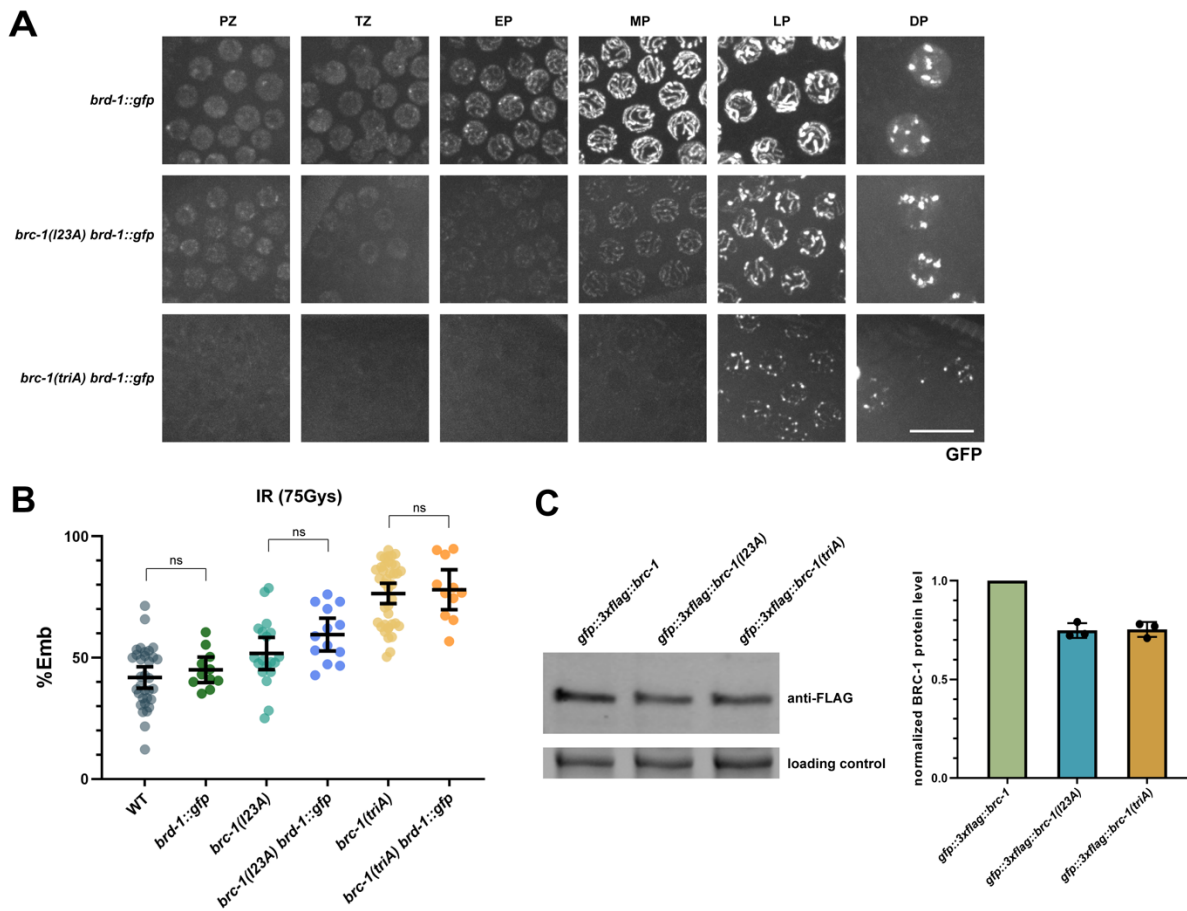 A
PZ TZ EP MP LP DP
brd-1::gfp
brc-1(I23A) brd-1::gfp
brc-1(triA) brd-1::gfp
GFP
B
IR (75Gys)
ns
ns
ns
%Emb
100
50
0
WT
brd-1::gfp
brc-1(I23A)
brc-1(I23A) brd-1::gfp
brc-1(triA)
brc-1(triA) brd-1::gfp
C
gfp::3xflag::brc-1
gfp::3xflag::brc-1(I23A)
gfp::3xflag::brc-1(triA)
anti-FLAG
loading control
normalized BRC-1 protein level
1.0
0.5
0.0
gfp::3xflag::brc-1
gfp::3xflag::brc-1(I23A)
gfp::3xflag::brc-1(triA)